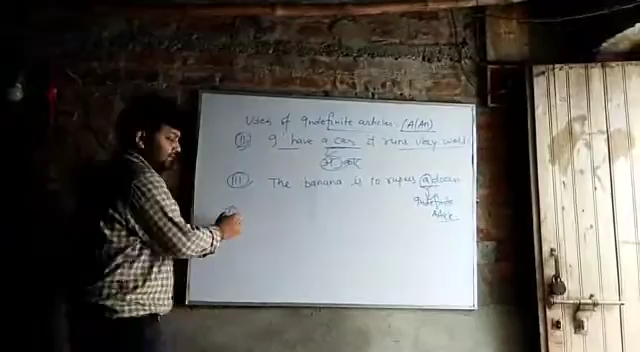 Uses of Indefinite articles. (A/An)
(II) I have a car it runs very well.
(III) The banana is 10 rupees a dozen
Indefinite